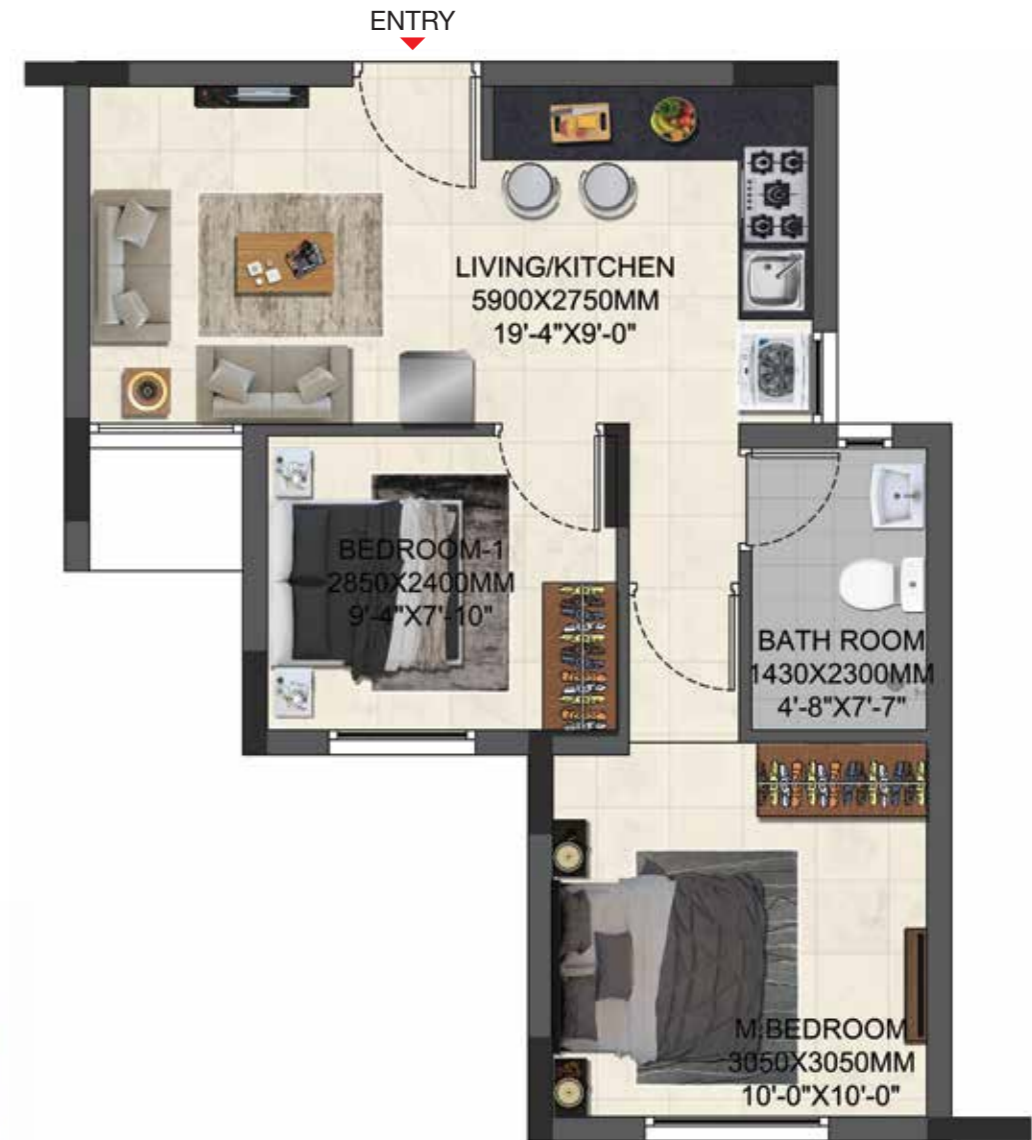 ENTRY
LIVING/KITCHEN
5900X2750MM
19'-4"X9'-0"
BEDROOM-1
2850X2400MM
9'-4"X7'-10"
BATH ROOM
1430X2300MM
4'-8"X7'-7"
M.BEDROOM
3050X3050MM
10'-0"X10'-0"